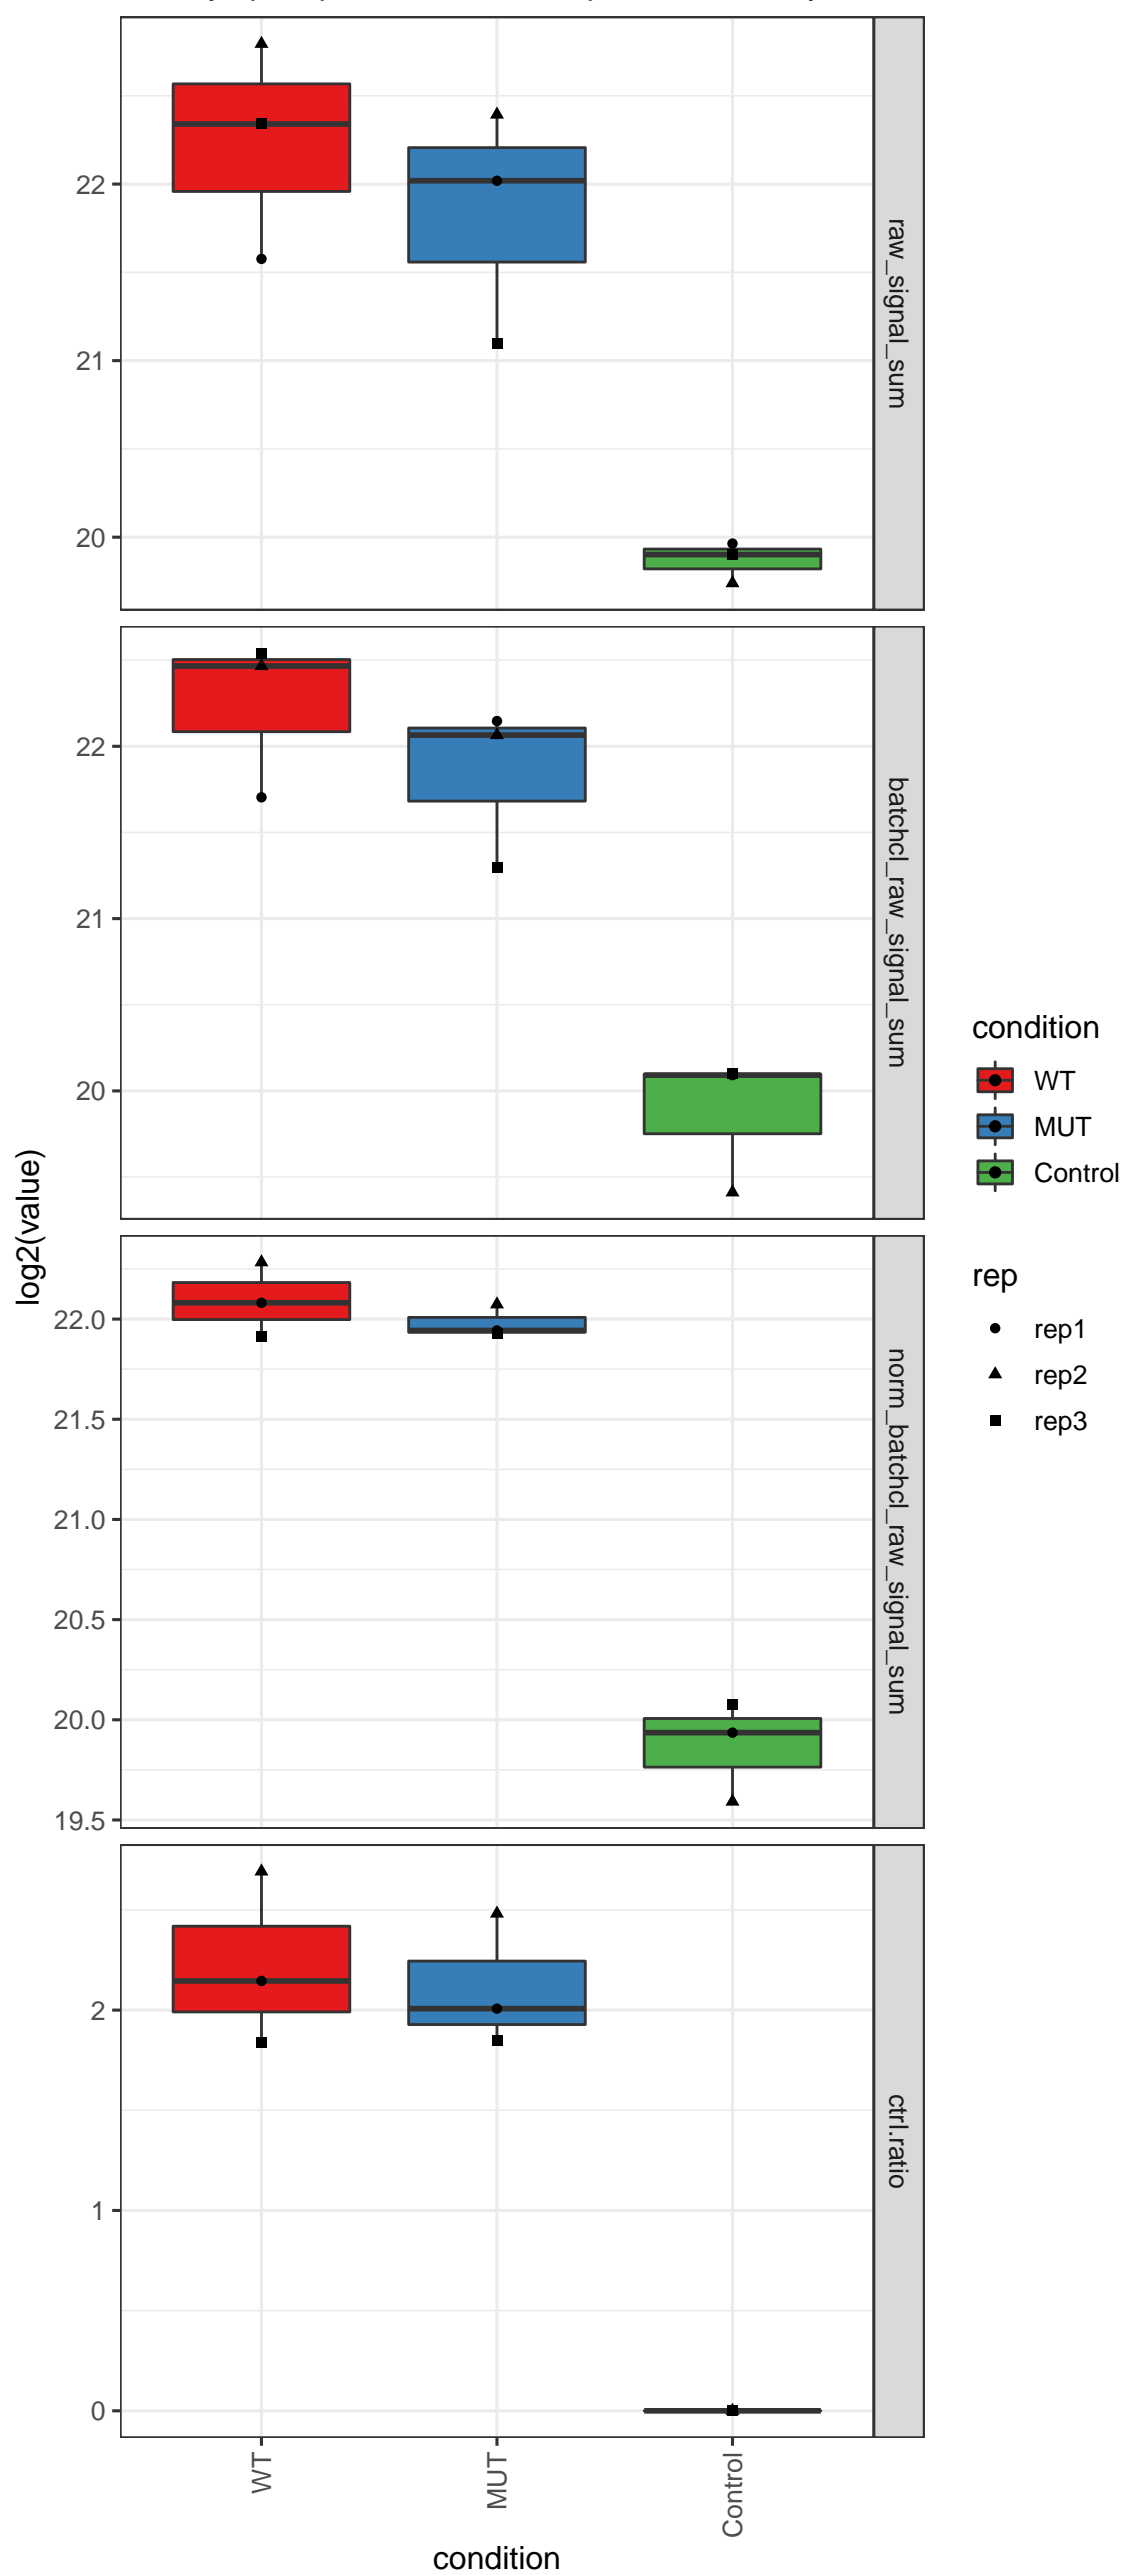 22
21
20
raw_signal_sum
22
21
20
batchcl_raw_signal_sum
22.0
21.5
21.0
20.5
20.0
19.5
norm_batchcl_raw_signal_sum
2
1
0
ctrl.ratio
log2(value)
WT
MUT
Control
condition
condition
WT
MUT
Control
rep
rep1
rep2
rep3